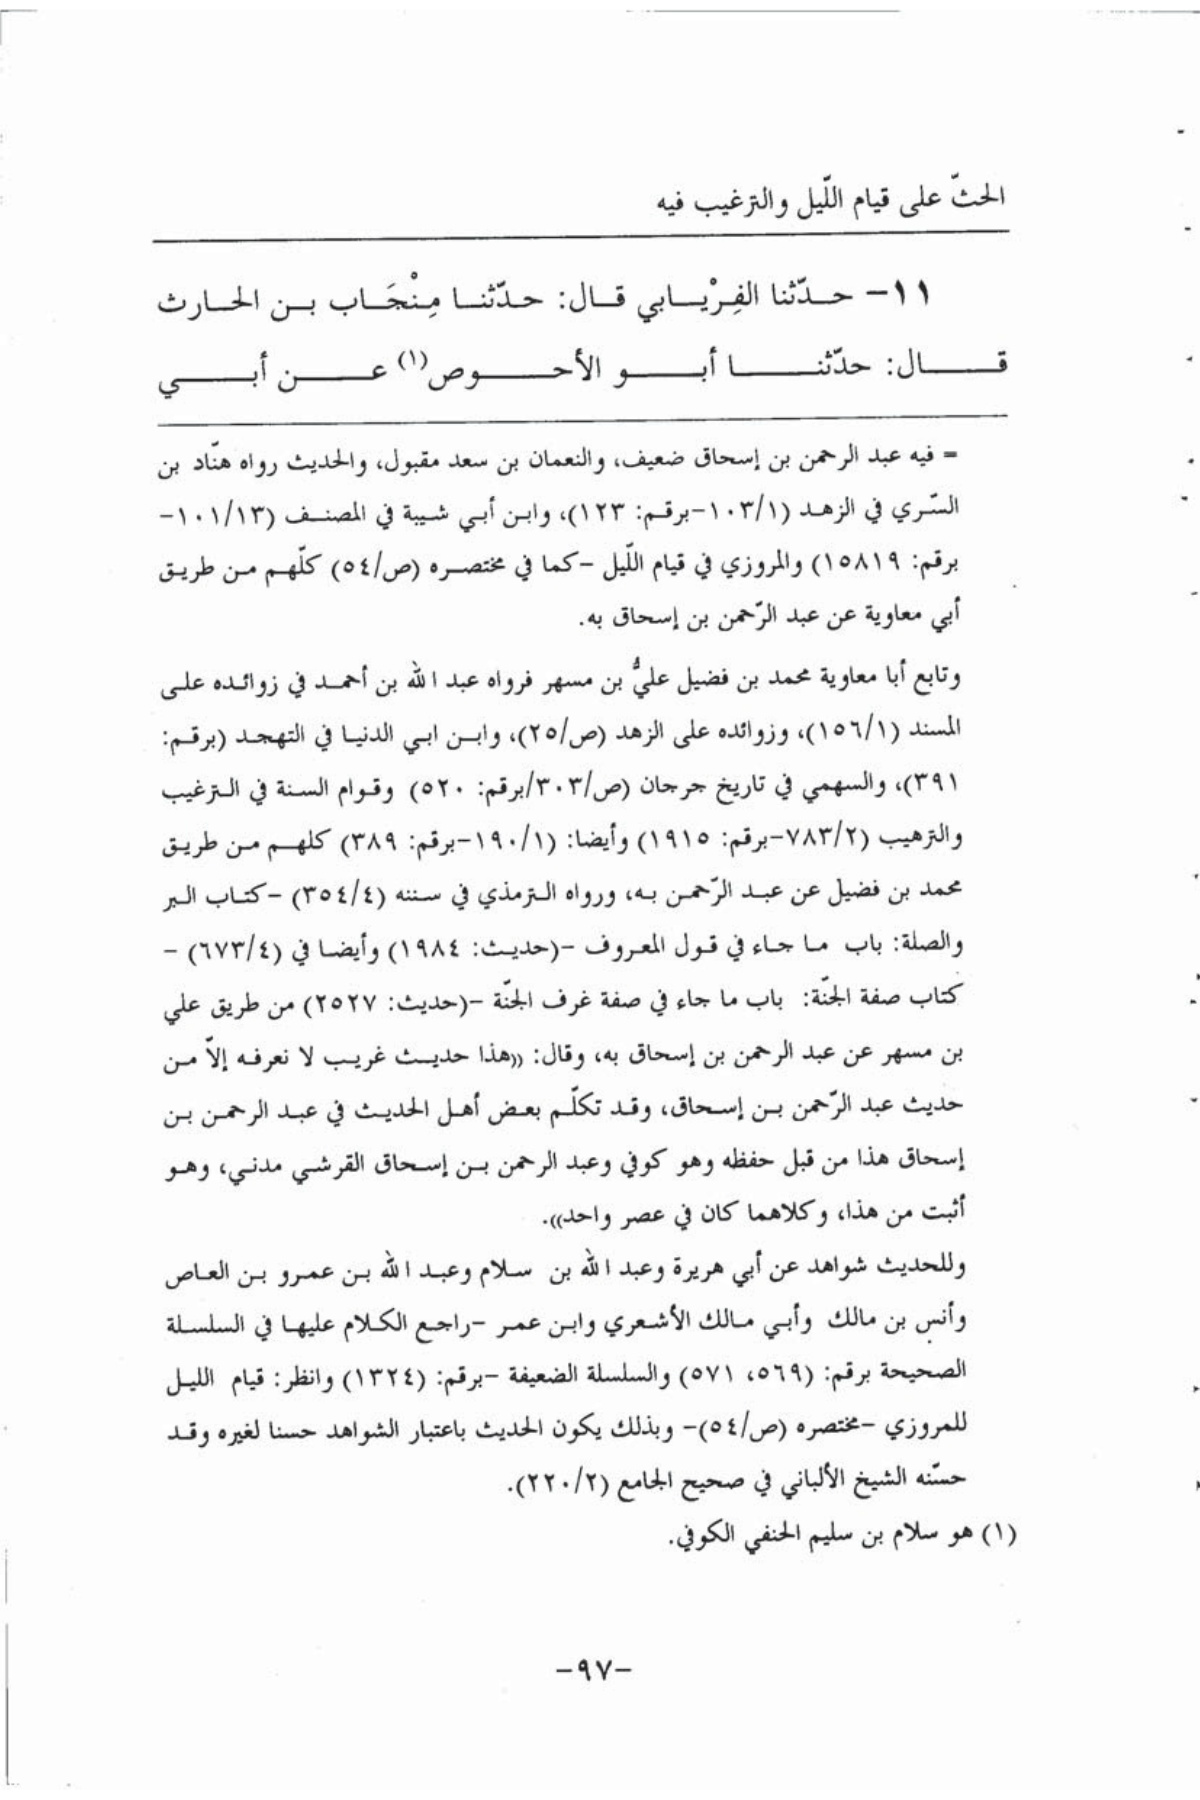 الحثّ على قيام اللّيل والترغيب فيه
١١- حدّثنا الفِرْيابي قال: حدّثنا مِنْجَاب بن الحارث
قال: حدّثنا أبو الأحوص(١) عن أبي
= فيه عبد الرحمن بن إسحاق ضعيف، والنعمان بن سعد مقبول، والحديث رواه هنّاد بن
السّري في الزهد (١٠٣/١-برقم: ١٢٣)، وابن أبي شيبة في المصنف (١٠١/١٣-
برقم: ١٥٨١٩) والمروزي في قيام اللّيل -كما في مختصره (ص/٥٤) كلّهم من طريق
أبي معاوية عن عبد الرّحمن بن إسحاق به.
وتابع أبا معاوية محمد بن فضيل عليُّ بن مسهر فرواه عبد الله بن أحمد في زوائده على
المسند (١٥٦/١)، وزوائده على الزهد (ص/٢٥)، وابن ابي الدنيا في التهجد (برقم:
٣٩١)، والسهمي في تاريخ جرجان (ص/٣٠٣/برقم: ٥٢٠) وقوام السنة في الترغيب
والترهيب (٧٨٣/٢-برقم: ١٩١٥) وأيضا: (١٩٠/١-برقم: ٣٨٩) كلهم من طريق
محمد بن فضيل عن عبد الرّحمن به، ورواه الترمذي في سننه (٣٥٤/٤) -كتاب البر
والصلة: باب ما جاء في قول المعروف -(حديث: ١٩٨٤) وأيضا في (٦٧٣/٤) -
كتاب صفة الجنّة: باب ما جاء في صفة غرف الجنّة -(حديث: ٢٥٢٧) من طريق علي
بن مسهر عن عبد الرحمن بن إسحاق به، وقال: ((هذا حديث غريب لا نعرفه إلاّ من
حديث عبد الرّحمن بن إسحاق، وقد تكلّم بعض أهل الحديث في عبد الرحمن بن
إسحاق هذا من قبل حفظه وهو كوفي وعبد الرحمن بن إسحاق القرشي مدني، وهو
أثبت من هذا، وكلاهما كان في عصر واحد)).
وللحديث شواهد عن أبي هريرة وعبد الله بن سلام وعبد الله بن عمرو بن العاص
وأنس بن مالك وأبي مالك الأشعري وابن عمر -راجع الكلام عليها في السلسلة
الصحيحة برقم: (٥٦٩، ٥٧١) والسلسلة الضعيفة -برقم: (١٣٢٤) وانظر: قيام الليل
للمروزي -مختصره (ص/٥٤)- وبذلك يكون الحديث باعتبار الشواهد حسنا لغيره وقد
حسّنه الشيخ الألباني في صحيح الجامع (٢٢٠/٢).
(١) هو سلام بن سليم الحنفي الكوفي.
-٩٧-